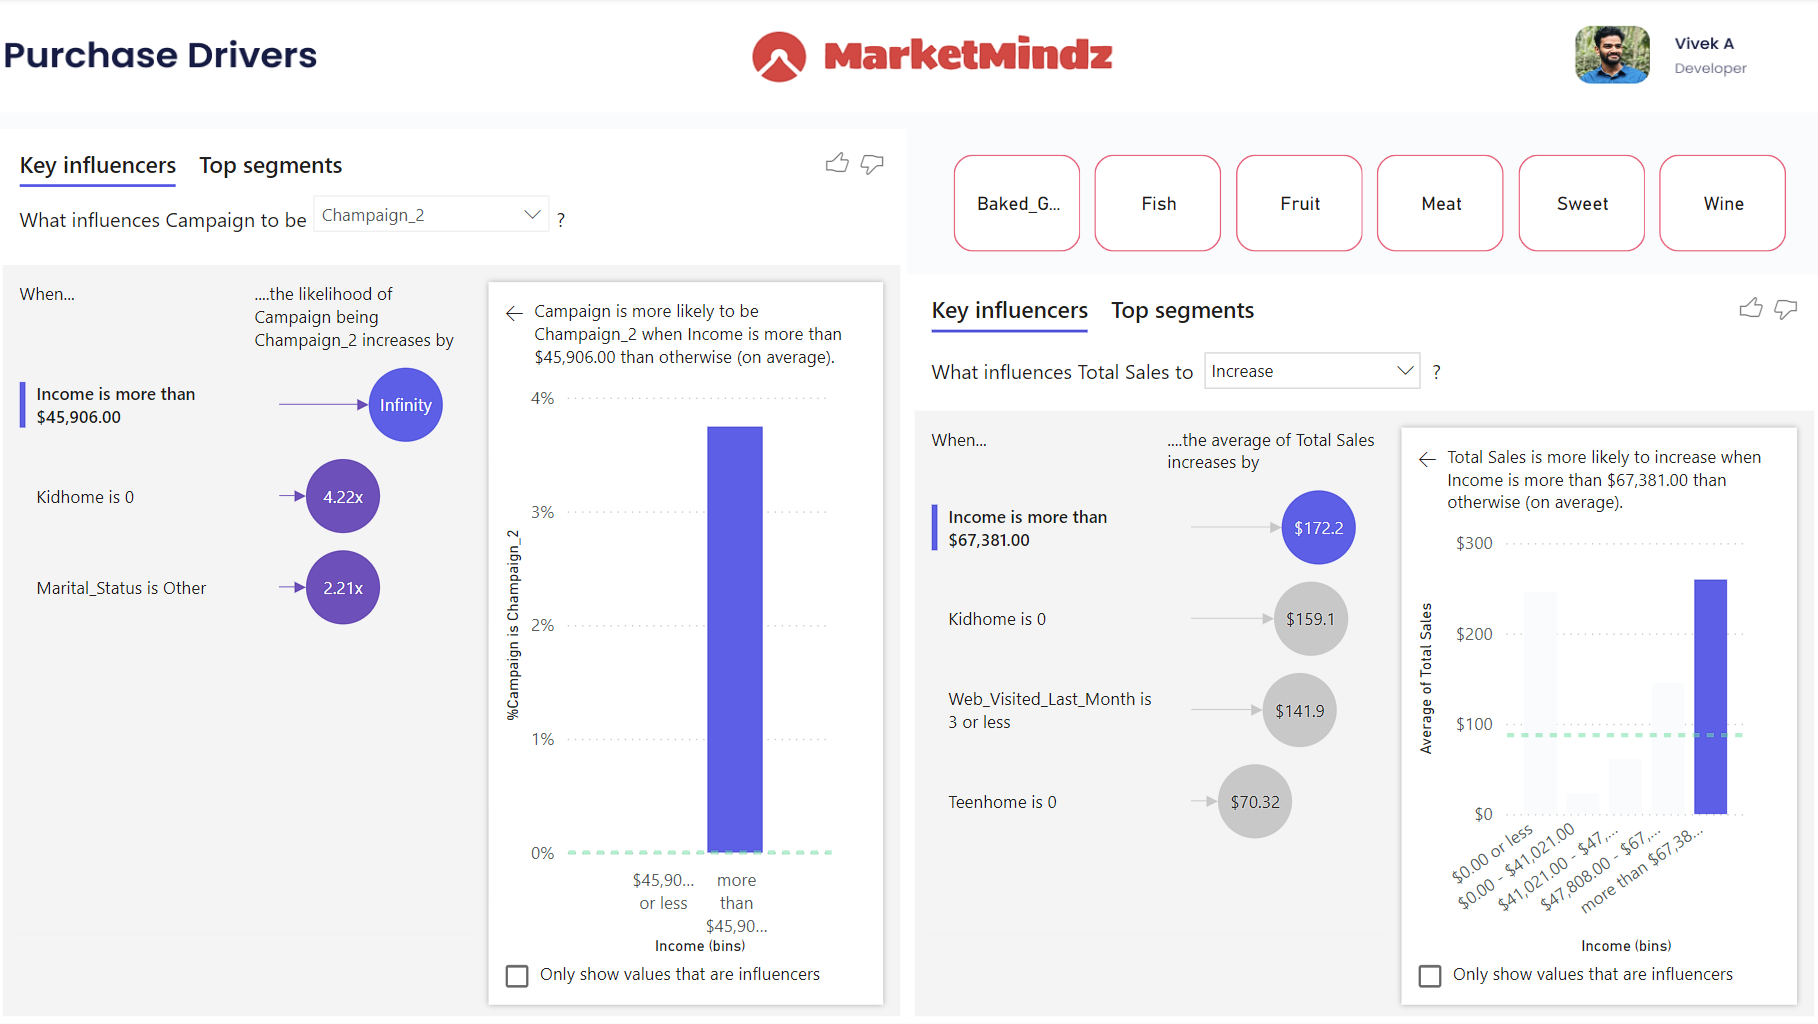 Purchase Drivers
MarketMindz
Vivek A
Developer
Key influencers
Top segments
What influences Campaign to be
Champaign_2
?
When...
....the likelihood of
Campaign being
Champaign_2 increases by
Income is more than
$45,906.00
Infinity
Kidhome is 0
4.22x
Marital_Status is Other
2.21x
Campaign is more likely to be
Champaign_2 when Income is more than
$45,906.00 than otherwise (on average).
%Campaign is Champaign_2
4%
3%
2%
1%
0%
$45,90...
or less
more
than
$45,90...
Income (bins)
Only show values that are influencers
Baked_G...
Fish
Fruit
Meat
Sweet
Wine
Key influencers
Top segments
What influences Total Sales to
Increase
?
When...
....the average of Total Sales
increases by
Income is more than
$67,381.00
$172.2
Kidhome is 0
$159.1
Web_Visited_Last_Month is
3 or less
$141.9
Teenhome is 0
$70.32
Total Sales is more likely to increase when
Income is more than $67,381.00 than
otherwise (on average).
Average of Total Sales
$300
$200
$100
$0
$0.00 or less
$0.00 - $41,021.00
$41,021.00 - $47,...
$47,808.00 - $67,...
more than $67,38...
Income (bins)
Only show values that are influencers